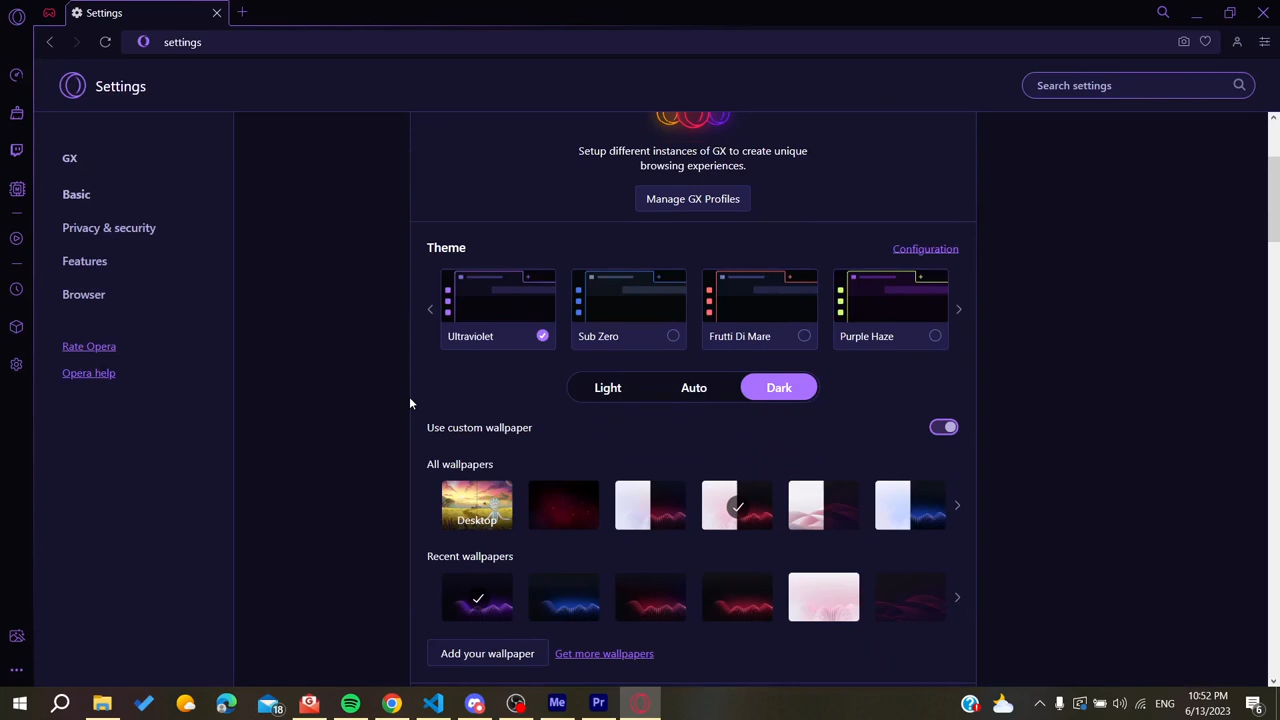 Settings
settings
Settings
Search settings
GX
Basic
Privacy & security
Features
Browser
Rate Opera
Opera help
Setup different instances of GX to create unique
browsing experiences.
Manage GX Profiles
Theme
Configuration
Ultraviolet
Sub Zero
Frutti Di Mare
Purple Haze
Light
Auto
Dark
Use custom wallpaper
All wallpapers
Desktop
Recent wallpapers
Add your wallpaper
Get more wallpapers
18
Me
Pr
ENG
10:52 PM
6/13/2023
6